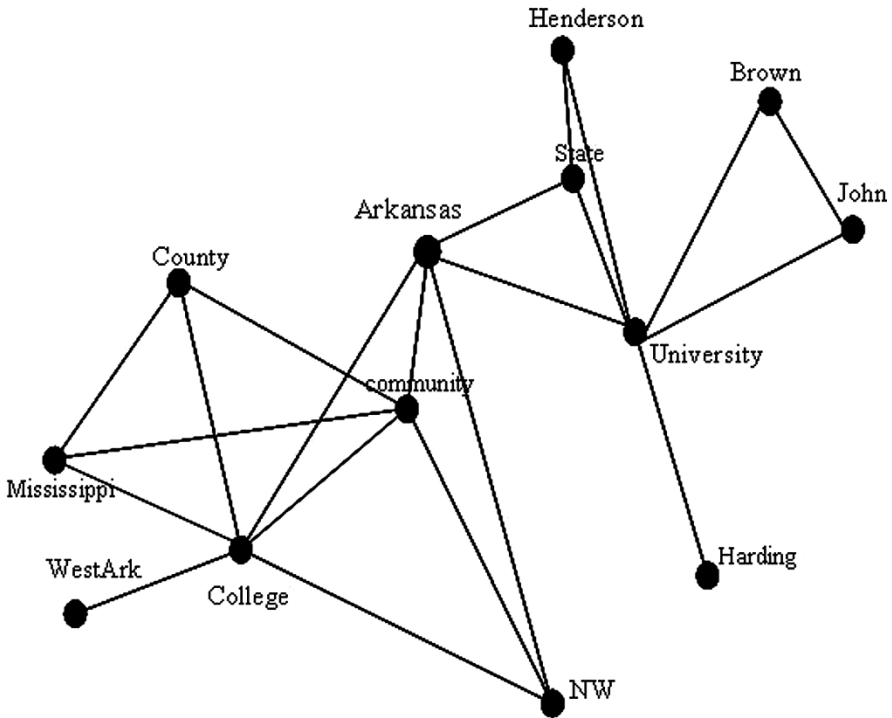 Henderson
Brown
State
John
Arkansas
County
University
community
Mississippi
Harding
WestArk
College
NW